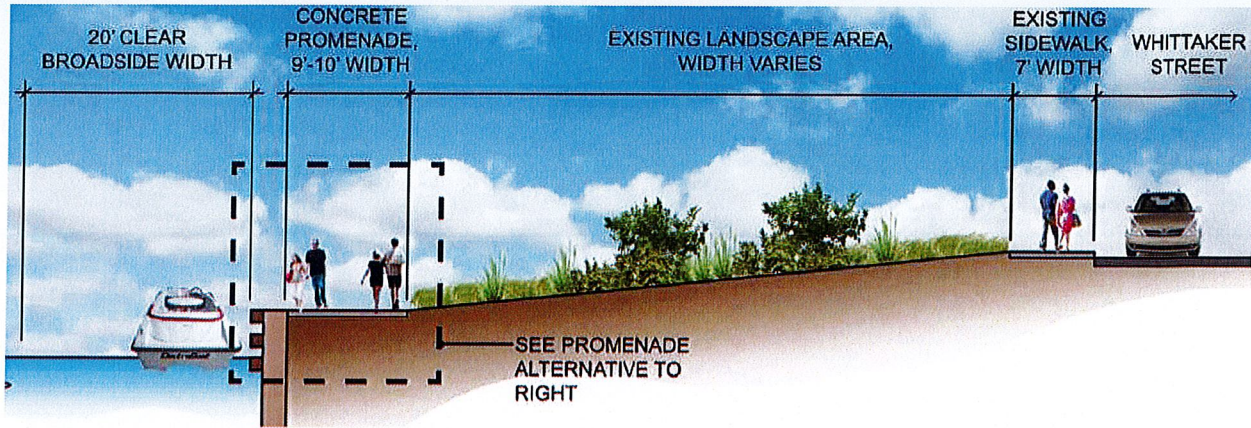 20' CLEAR
BROADSIDE WIDTH
CONCRETE
PROMENADE,
9'-10' WIDTH
EXISTING LANDSCAPE AREA,
WIDTH VARIES
EXISTING
SIDEWALK,
7' WIDTH
WHITTAKER
STREET
SEE PROMENADE
ALTERNATIVE TO
RIGHT